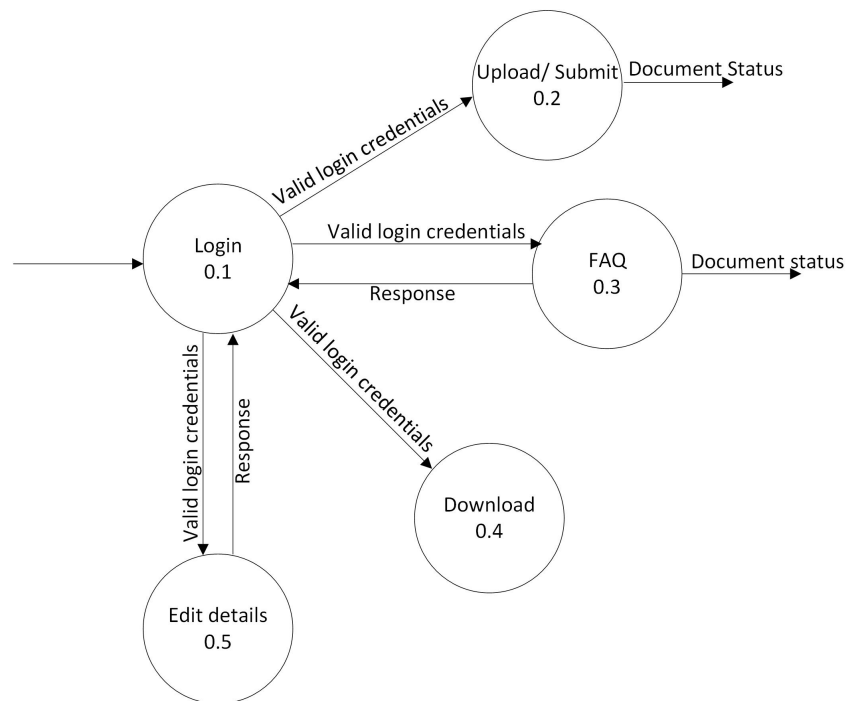 Upload/ Submit
0.2
Document Status
Valid login credentials
Login
0.1
Valid login credentials
Response
FAQ
0.3
Document status
Valid login credentials
Valid login credentials
Response
Download
0.4
Edit details
0.5